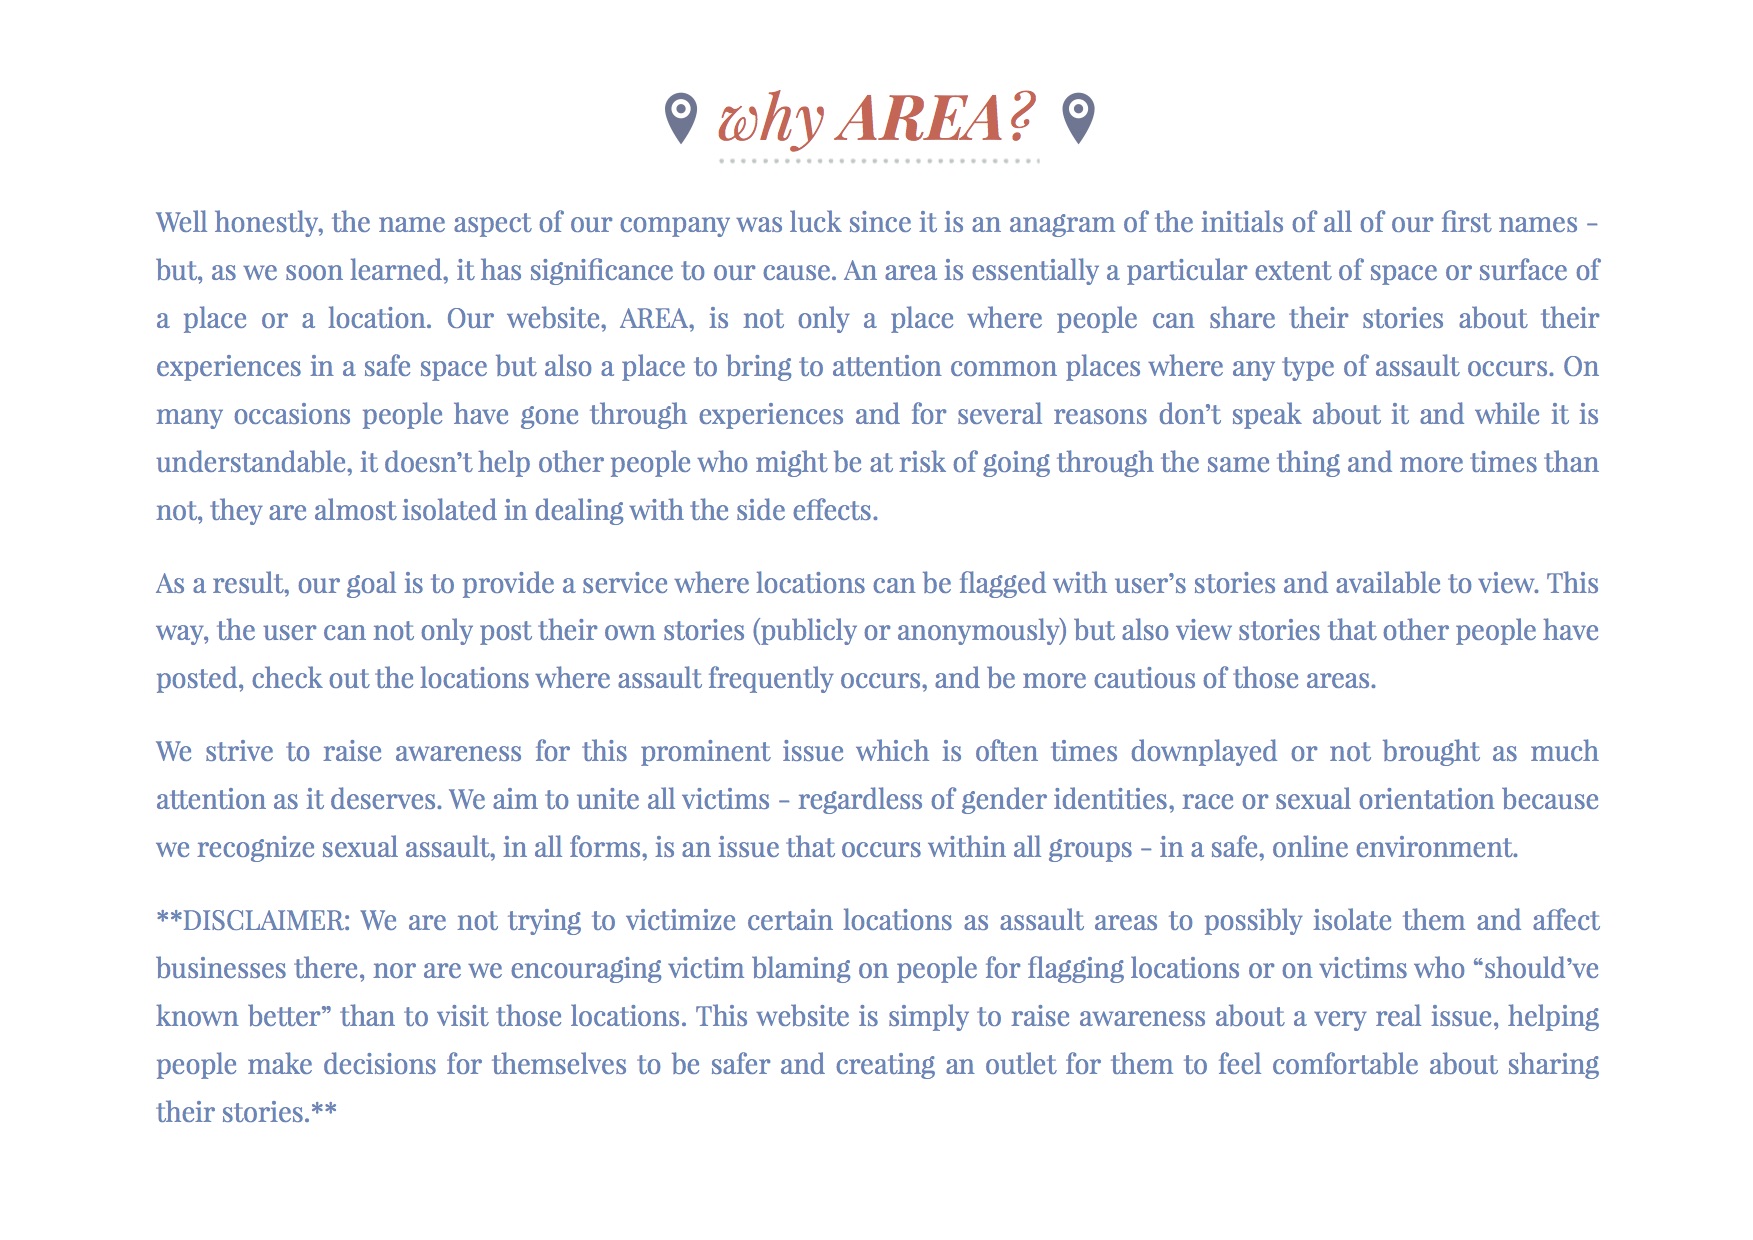 why AREA?
Well honestly, the name aspect of our company was luck since it is an anagram of the initials of all of our first names –
but, as we soon learned, it has significance to our cause. An area is essentially a particular extent of space or surface of
a place or a location. Our website, AREA, is not only a place where people can share their stories about their
experiences in a safe space but also a place to bring to attention common places where any type of assault occurs. On
many occasions people have gone through experiences and for several reasons don’t speak about it and while it is
understandable, it doesn’t help other people who might be at risk of going through the same thing and more times than
not, they are almost isolated in dealing with the side effects.
As a result, our goal is to provide a service where locations can be flagged with user’s stories and available to view. This
way, the user can not only post their own stories (publicly or anonymously) but also view stories that other people have
posted, check out the locations where assault frequently occurs, and be more cautious of those areas.
We strive to raise awareness for this prominent issue which is often times downplayed or not brought as much
attention as it deserves. We aim to unite all victims – regardless of gender identities, race or sexual orientation because
we recognize sexual assault, in all forms, is an issue that occurs within all groups – in a safe, online environment.
**DISCLAIMER: We are not trying to victimize certain locations as assault areas to possibly isolate them and affect
businesses there, nor are we encouraging victim blaming on people for flagging locations or on victims who “should’ve
known better” than to visit those locations. This website is simply to raise awareness about a very real issue, helping
people make decisions for themselves to be safer and creating an outlet for them to feel comfortable about sharing
their stories.**